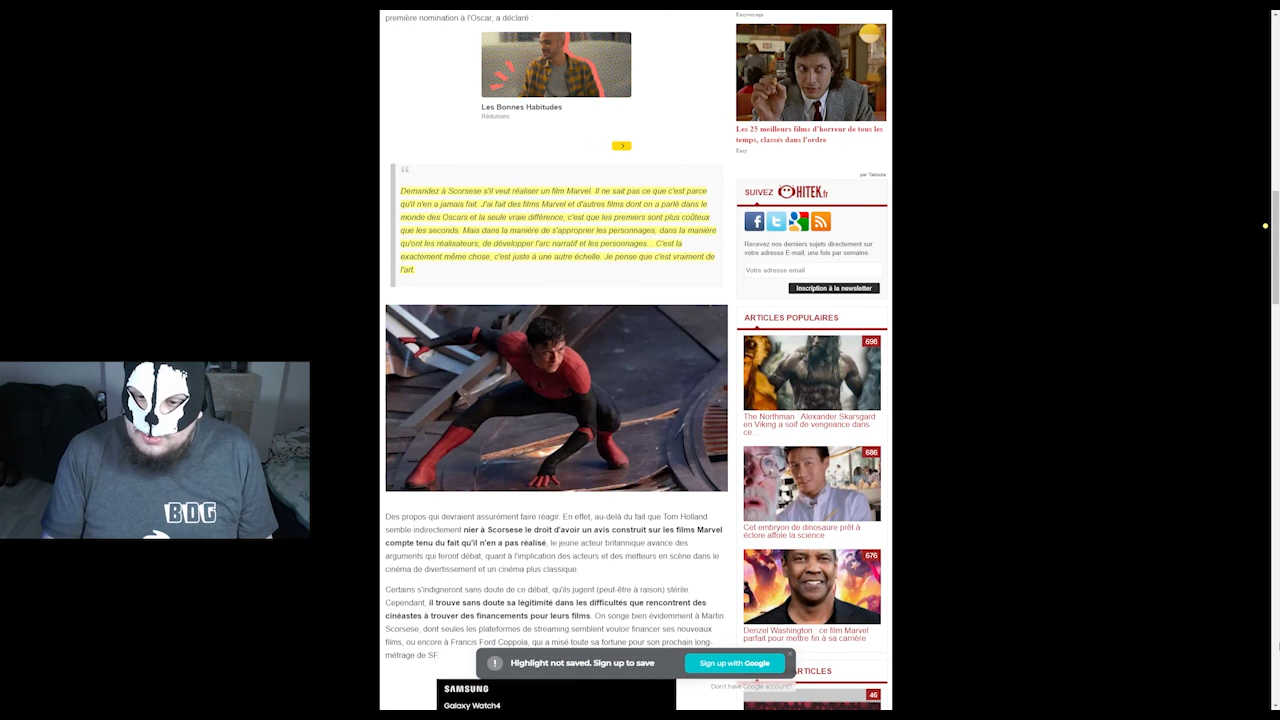 première nomination à l'Oscar, a déclaré :
Les Bonnes Habitudes
Réduisons
Demandez à Scorsese s'il veut réaliser un film Marvel. Il ne sait pas ce que c'est parce
qu'il n'en a jamais fait. J'ai fait des films Marvel et d'autres films dont on a parlé dans le
monde des Oscars et la seule vraie différence, c'est que les premiers sont plus coûteux
que les seconds. Mais dans la manière de s'approprier les personnages, dans la manière
qu'ont les réalisateurs, de développer l'arc narratif et les personnages... C'est la
exactement même chose, c'est juste à une autre échelle. Je pense que c'est vraiment de
l'art.
Des propos qui devraient assurément faire réagir. En effet, au-delà du fait que Tom Holland
semble indirectement nier à Scorsese le droit d'avoir un avis construit sur les films Marvel
compte tenu du fait qu'il n'en a pas réalisé, le jeune acteur britannique avance des
arguments qui feront débat, quant à l'implication des acteurs et des metteurs en scène dans le
cinéma de divertissement et un cinéma plus classique.
Certains s'indigneront sans doute de ce débat, qu'ils jugent (peut-être à raison) stérile.
Cependant, il trouve sans doute sa légitimité dans les difficultés que rencontrent des
cinéastes à trouver des financements pour leurs films. On songe bien évidemment à Martin
Scorsese, dont seules les plateformes de streaming semblent vouloir financer ses nouveaux
films, ou encore à Francis Ford Coppola, qui a misé toute sa fortune pour son prochain long-
métrage de SF.
Highlight not saved. Sign up to save
Sign up with Google
Don't have Google account?
SAMSUNG
Galaxy Watch4
BDG
Easyvoyage
Les 25 meilleurs films d'horreur de tous les
temps, classés dans l'ordre
Easy
par Taboola
SUIVEZ HITEK.fr
Recevez nos derniers sujets directement sur
votre adresse E-mail, une fois par semaine.
Votre adresse email
Inscription à la newsletter
ARTICLES POPULAIRES
696
The Northman : Alexander Skarsgard
en Viking a soif de vengeance dans
ce...
686
Cet embryon de dinosaure prêt à
éclore affole la science
676
Denzel Washington : ce film Marvel
parfait pour mettre fin à sa carrière
ARTICLES
46